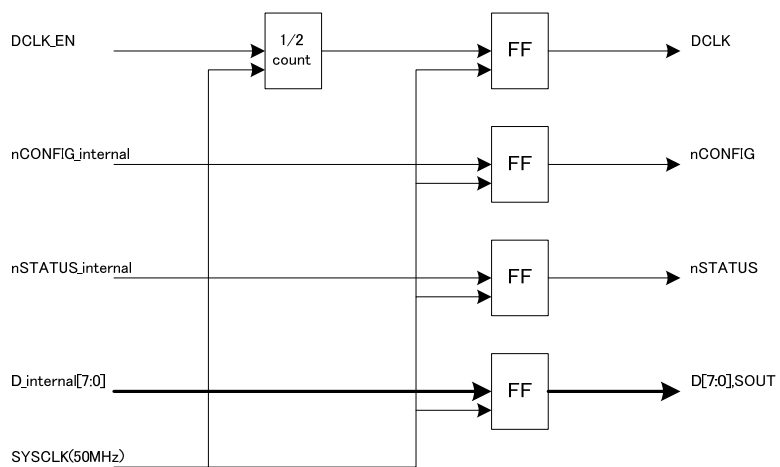 DCLK_EN
1/2
count
FF
DCLK
nCONFIG_internal
FF
nCONFIG
nSTATUS_internal
FF
nSTATUS
D_internal[7:0]
FF
D[7:0],SOUT
SYSCLK(50MHz)